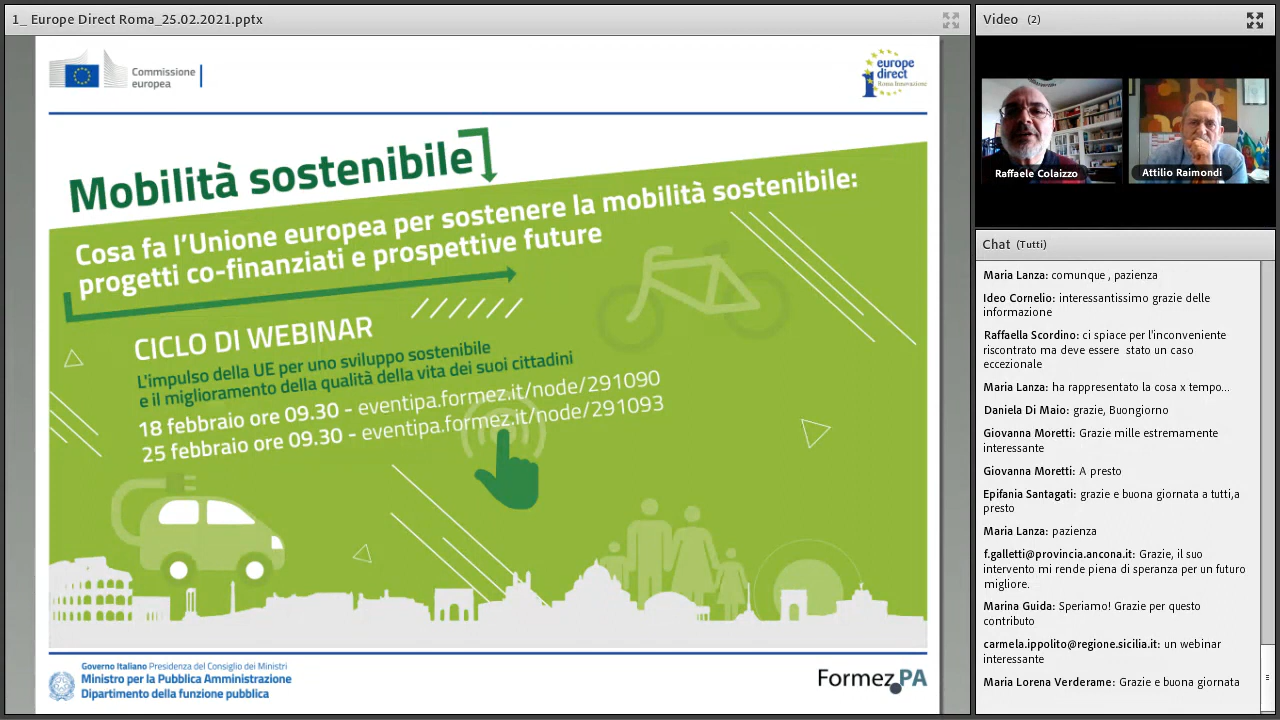 1_ Europe Direct Roma_25.02.2021.pptx
Commissione
europea
europe
direct
Roma Innovazione
Mobilità sostenibile
Cosa fa l'Unione europea per sostenere la mobilità sostenibile:
progetti co-finanziati e prospettive future
CICLO DI WEBINAR
L'impulso della UE per uno sviluppo sostenibile
e il miglioramento della qualità della vita dei suoi cittadini
18 febbraio ore 09.30 - eventipa.formez.it/node/291090
25 febbraio ore 09.30 - eventipa.formez.it/node/291093
Governo Italiano Presidenza del Consiglio dei Ministri
Ministro per la Pubblica Amministrazione
Dipartimento della funzione pubblica
Formez PA
Video (2)
Raffaele Colaizzo
Attilio Raimondi
Chat (Tutti)
Maria Lanza: comunque , pazienza
Ideo Cornelio: interessantissimo grazie delle
informazione
Raffaella Scordino: ci spiace per l'inconveniente
riscontrato ma deve essere stato un caso
eccezionale
Maria Lanza: ha rappresentato la cosa x tempo...
Daniela Di Maio: grazie, Buongiorno
Giovanna Moretti: Grazie mille estremamente
interessante
Giovanna Moretti: A presto
Epifania Santagati: grazie e buona giornata a tutti,a
presto
Maria Lanza: pazienza
f.galletti@provincia.ancona.it: Grazie, il suo
intervento mi rende piena di speranza per un futuro
migliore.
Marina Guida: Speriamo! Grazie per questo
contributo
carmela.ippolito@regione.sicilia.it: un webinar
interessante
Maria Lorena Verderame: Grazie e buona giornata